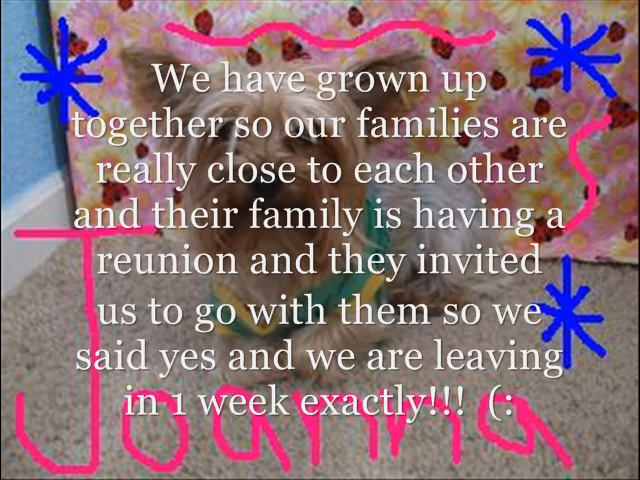 We have grown up
together so our families are
really close to each other
and their family is having a
reunion and they invited
us to go with them so we
said yes and we are leaving
in 1 week exactly!!!  (:
Joanna